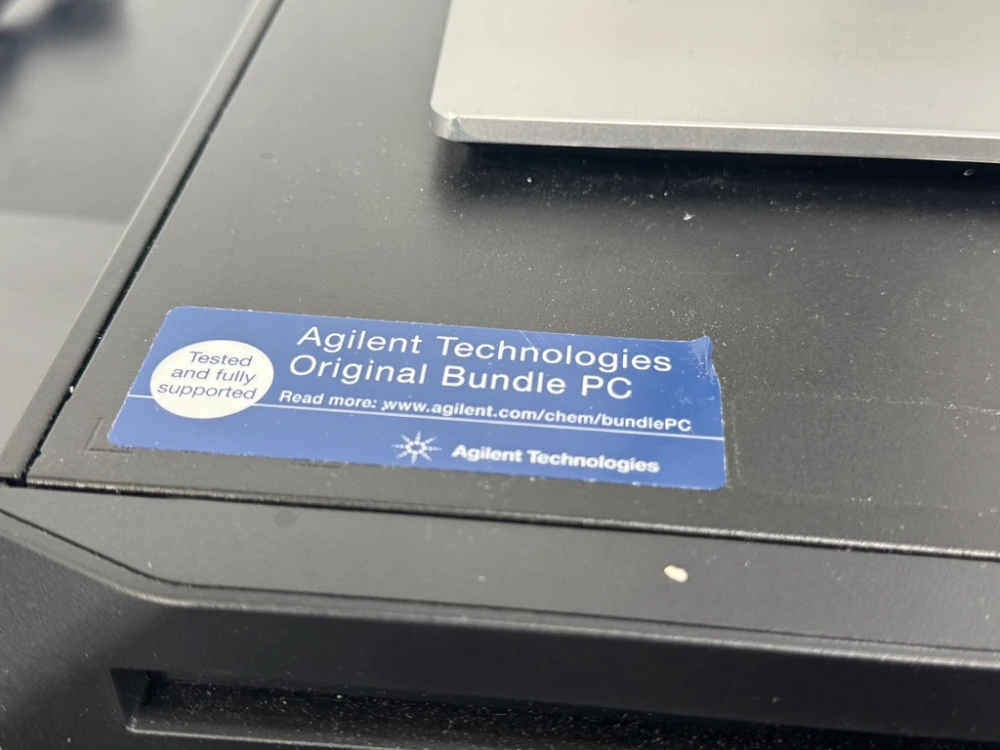 Tested
and fully
supported
Agilent Technologies
Original Bundle PC
Read more: www.agilent.com/chem/bundlePC
Agilent Technologies